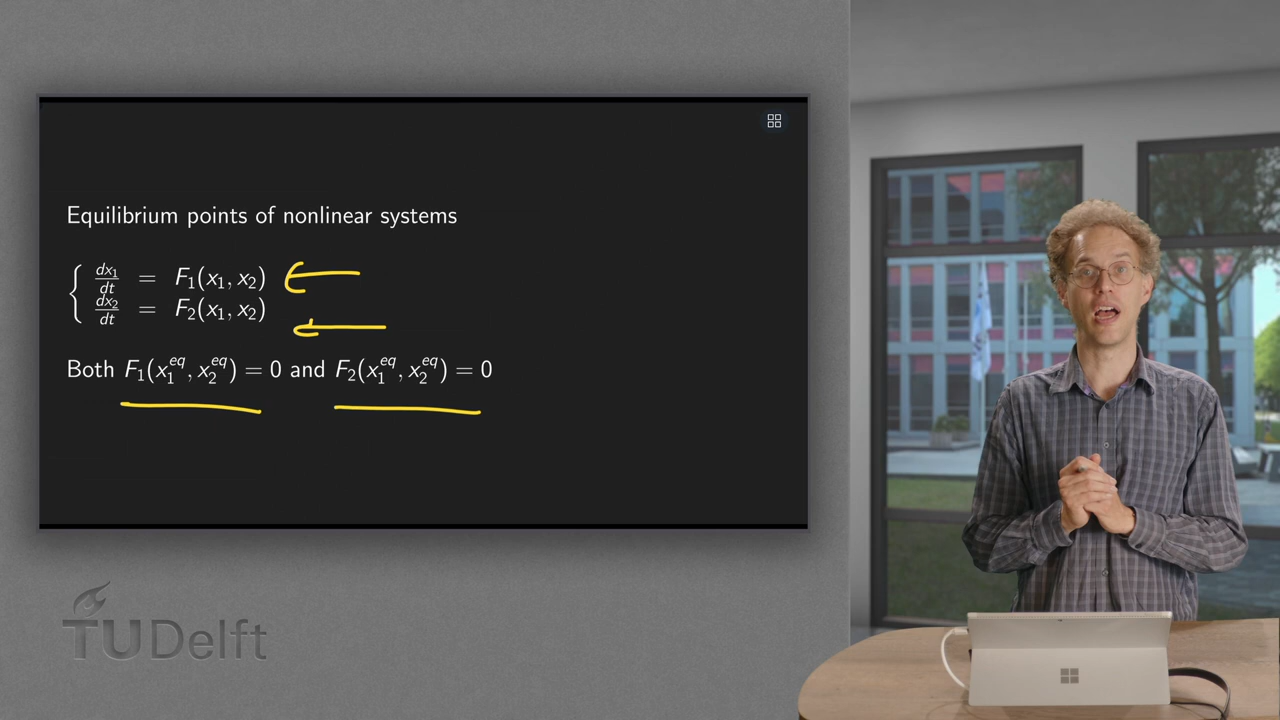 Equilibrium points of nonlinear systems
{ dx₁/dt = F₁(x₁, x₂)
dx₂/dt = F₂(x₁, x₂)
Both F₁(x₁^eq, x₂^eq) = 0 and F₂(x₁^eq, x₂^eq) = 0
TUDelft